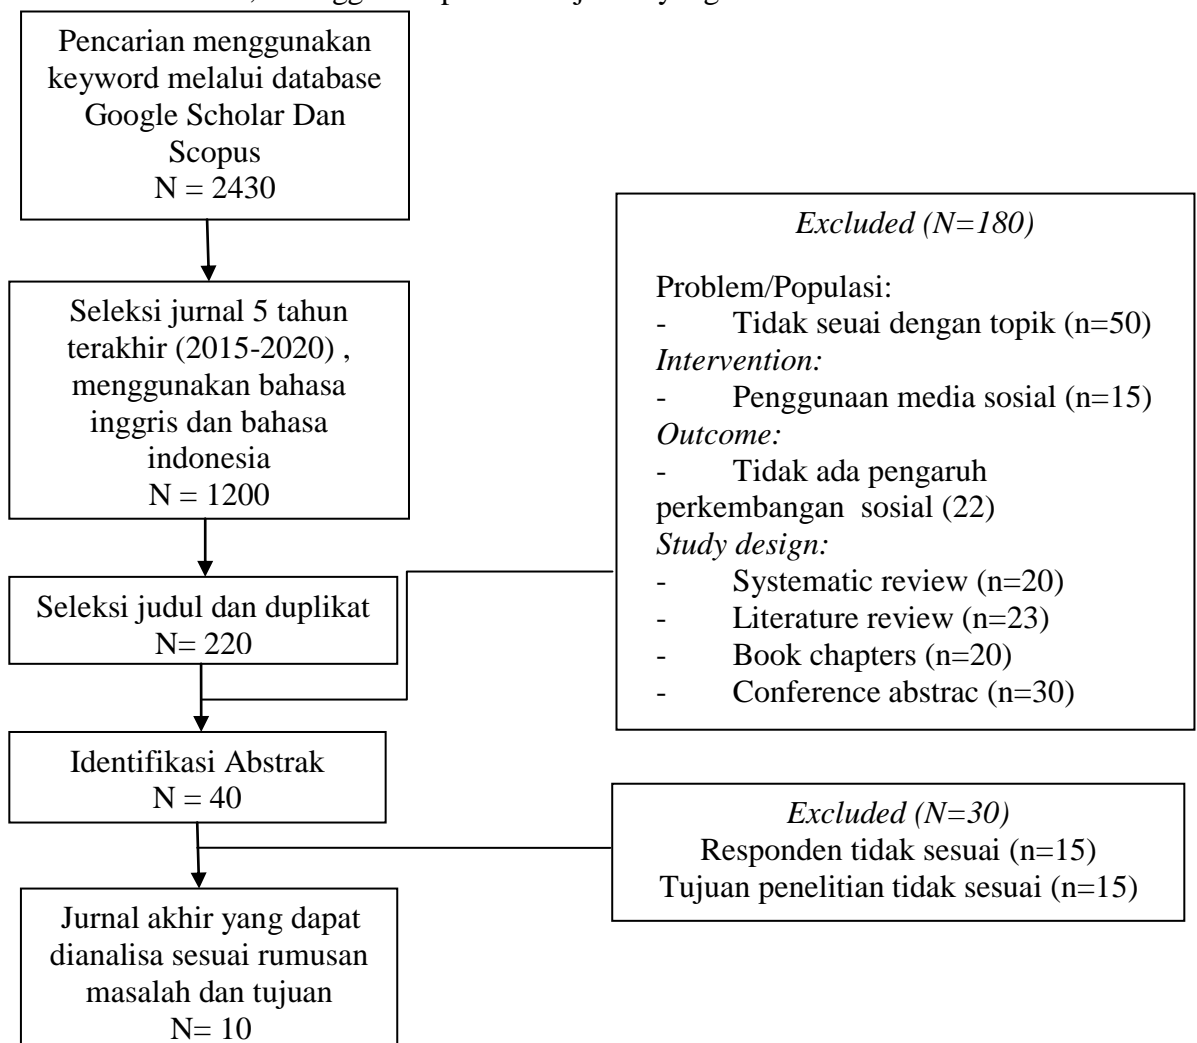 Pencarian menggunakan
keyword melalui database
Google Scholar Dan
Scopus
N = 2430
Seleksi jurnal 5 tahun
terakhir (2015-2020) ,
menggunakan bahasa
inggris dan bahasa
indonesia
N = 1200
Seleksi judul dan duplikat
N= 220
Excluded (N=180)
Problem/Populasi:
- Tidak seuai dengan topik (n=50)
Intervention:
- Penggunaan media sosial (n=15)
Outcome:
- Tidak ada pengaruh
perkembangan sosial (22)
Study design:
- Systematic review (n=20)
- Literature review (n=23)
- Book chapters (n=20)
- Conference abstrac (n=30)
Identifikasi Abstrak
N = 40
Excluded (N=30)
Responden tidak sesuai (n=15)
Tujuan penelitian tidak sesuai (n=15)
Jurnal akhir yang dapat
dianalisa sesuai rumusan
masalah dan tujuan
N= 10